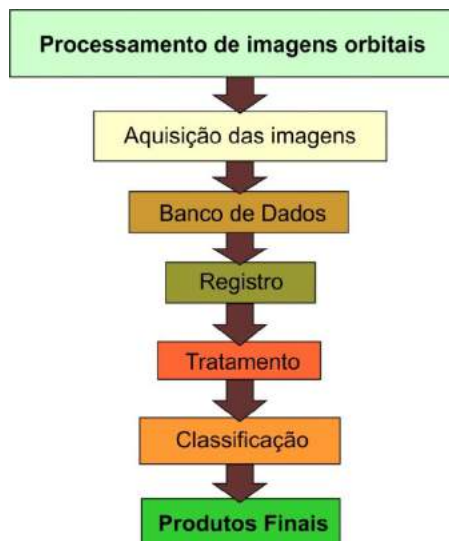 Processamento de imagens orbitais
Aquisição das imagens
Banco de Dados
Registro
Tratamento
Classificação
Produtos Finais